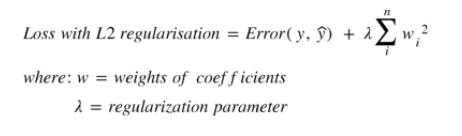 Loss with L2 regularisation = Error( y, ŷ) + λ ∑ᵢⁿ wᵢ²
where: w = weights of coefficients
λ = regularization parameter